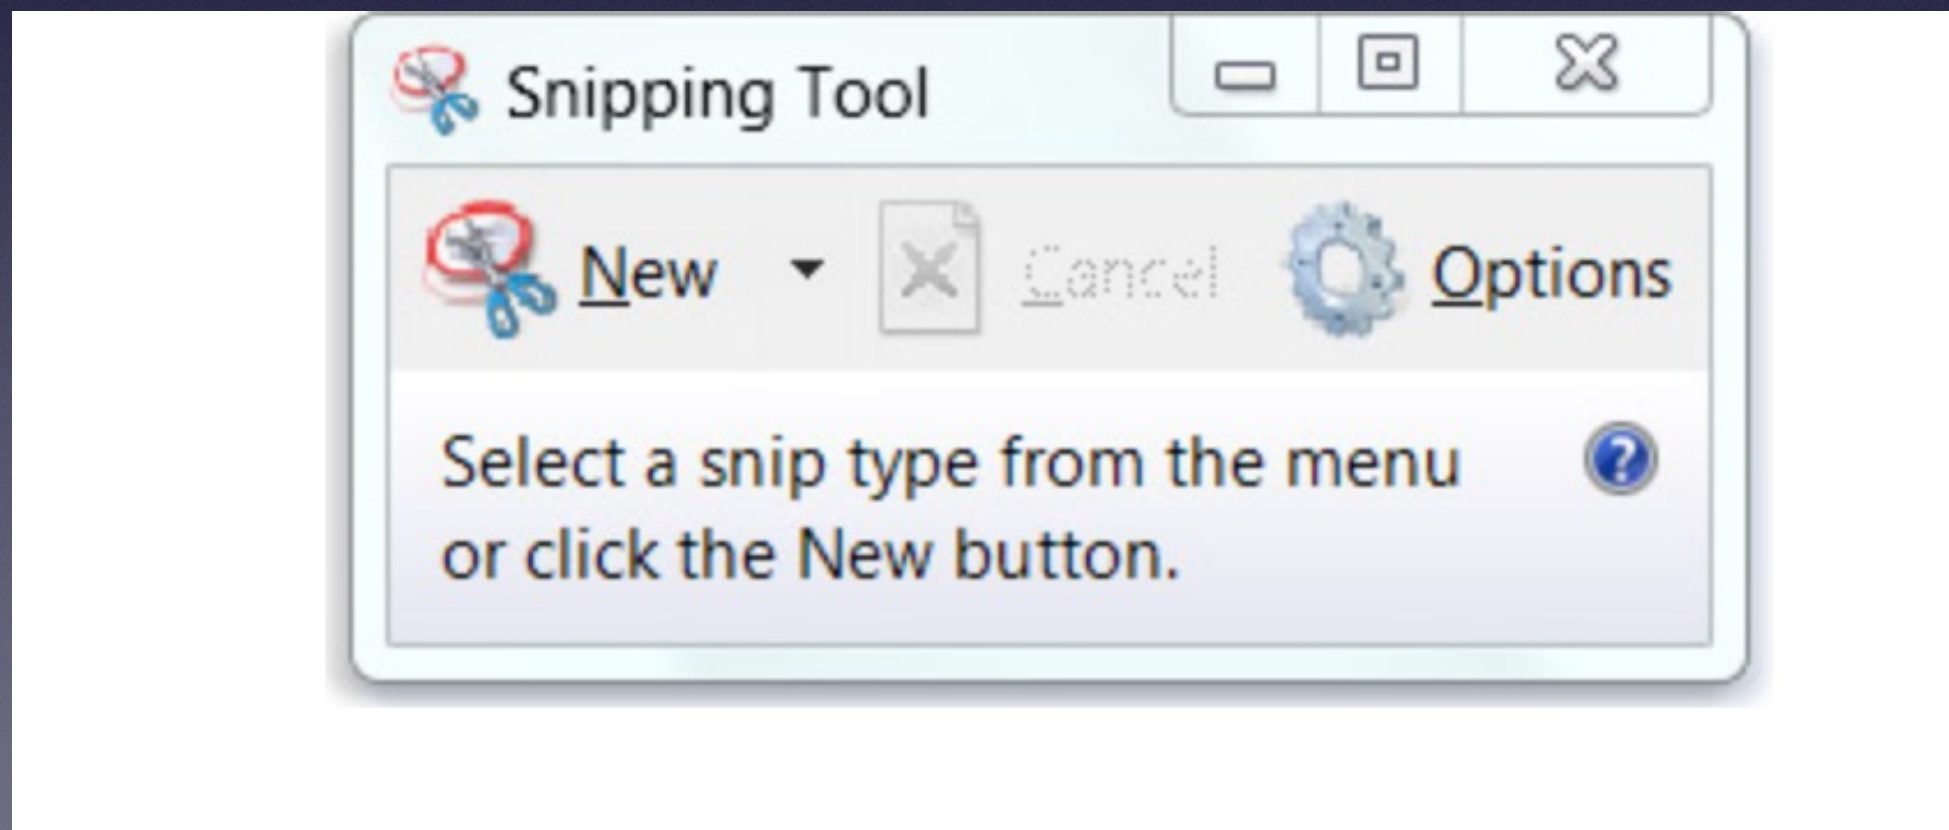 Snipping Tool
New Cancel Options
Select a snip type from the menu
or click the New button.